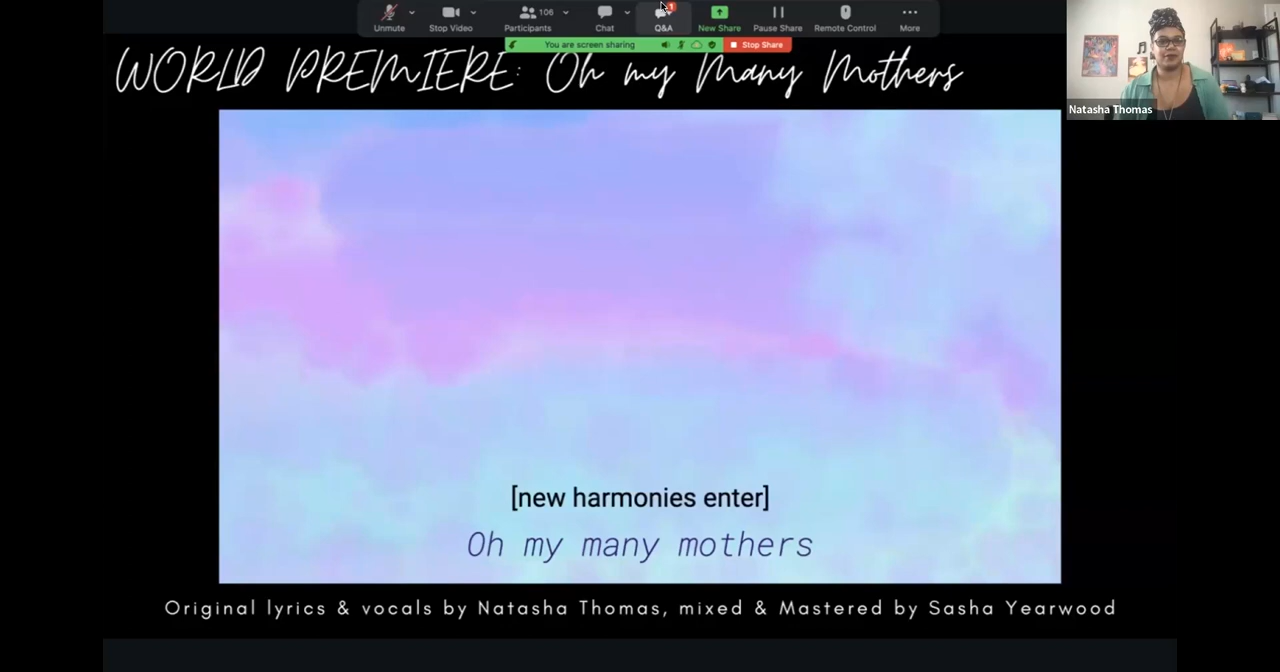 Unmute
Stop Video
106
Participants
Chat
1
Q&A
New Share
Pause Share
Remote Control
More
You are screen sharing
Stop Share
WORLD PREMIERE: Oh my Many Mothers
Natasha Thomas
[new harmonies enter]
Oh my many mothers
Original lyrics & vocals by Natasha Thomas, mixed & Mastered by Sasha Yearwood